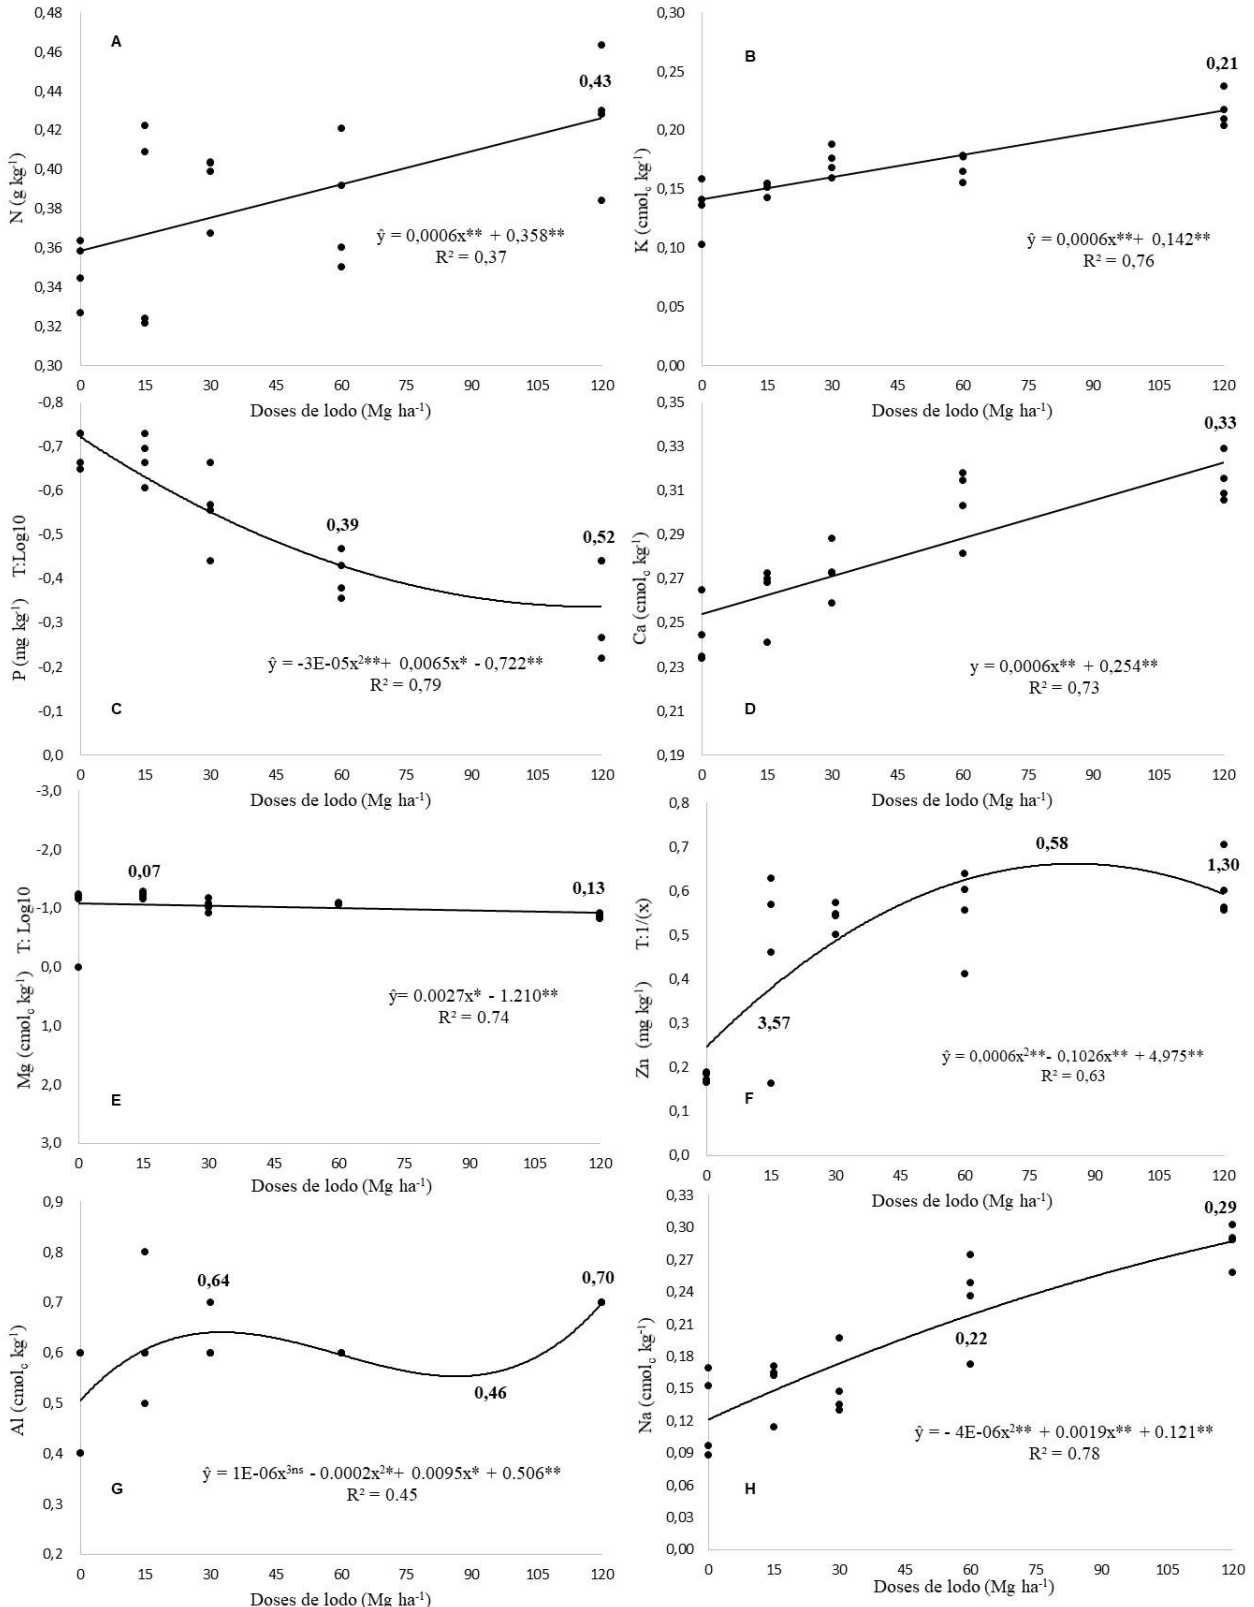 A
N (g kg⁻¹)
0,48
0,46
0,44
0,42
0,40
0,38
0,36
0,34
0,32
0,30
0,43
ŷ = 0,0006x** + 0,358**
R² = 0,37
0 15 30 45 60 75 90 105 120
Doses de lodo (Mg ha⁻¹)
B
K (cmolc kg⁻¹)
0,30
0,25
0,20
0,15
0,10
0,05
0,00
0,21
ŷ = 0,0006x**+ 0,142**
R² = 0,76
0 15 30 45 60 75 90 105 120
Doses de lodo (Mg ha⁻¹)
P (mg kg⁻¹) T:Log10
-0,8
-0,7
-0,6
-0,5
-0,4
-0,3
-0,2
-0,1
0,0
0,39
0,52
ŷ = -3E-05x²**+ 0,0065x* - 0,722**
R² = 0,79
C
0 15 30 45 60 75 90 105 120
Doses de lodo (Mg ha⁻¹)
Ca (cmolc kg⁻¹)
0,35
0,33
0,31
0,29
0,27
0,25
0,23
0,21
0,19
0,33
y = 0,0006x** + 0,254**
R² = 0,73
D
0 15 30 45 60 75 90 105 120
Doses de lodo (Mg ha⁻¹)
Mg (cmolc kg⁻¹) T: Log10
-3,0
-2,0
-1,0
0,0
1,0
2,0
3,0
0,07
0,13
ŷ= 0.0027x* - 1.210**
R² = 0.74
E
0 15 30 45 60 75 90 105 120
Doses de lodo (Mg ha⁻¹)
Zn (mg kg⁻¹) T:1/(x)
0,8
0,7
0,6
0,5
0,4
0,3
0,2
0,1
0,0
0,58
1,30
3,57
ŷ = 0,0006x²**- 0,1026x** + 4,975**
R² = 0,63
F
0 15 30 45 60 75 90 105 120
Doses de lodo (Mg ha⁻¹)
Al (cmolc kg⁻¹)
0,9
0,8
0,7
0,6
0,5
0,4
0,3
0,2
0,64
0,70
0,46
ŷ = 1E-06x³ⁿˢ - 0.0002x²*+ 0.0095x* + 0.506**
R² = 0.45
G
0 15 30 45 60 75 90 105 120
Doses de lodo (Mg ha⁻¹)
Na (cmolc kg⁻¹)
0,33
0,30
0,27
0,24
0,21
0,18
0,15
0,12
0,09
0,06
0,03
0,00
0,29
0,22
ŷ = - 4E-06x²** + 0.0019x** + 0.121**
R² = 0.78
H
0 15 30 45 60 75 90 105 120
Doses de lodo (Mg ha⁻¹)